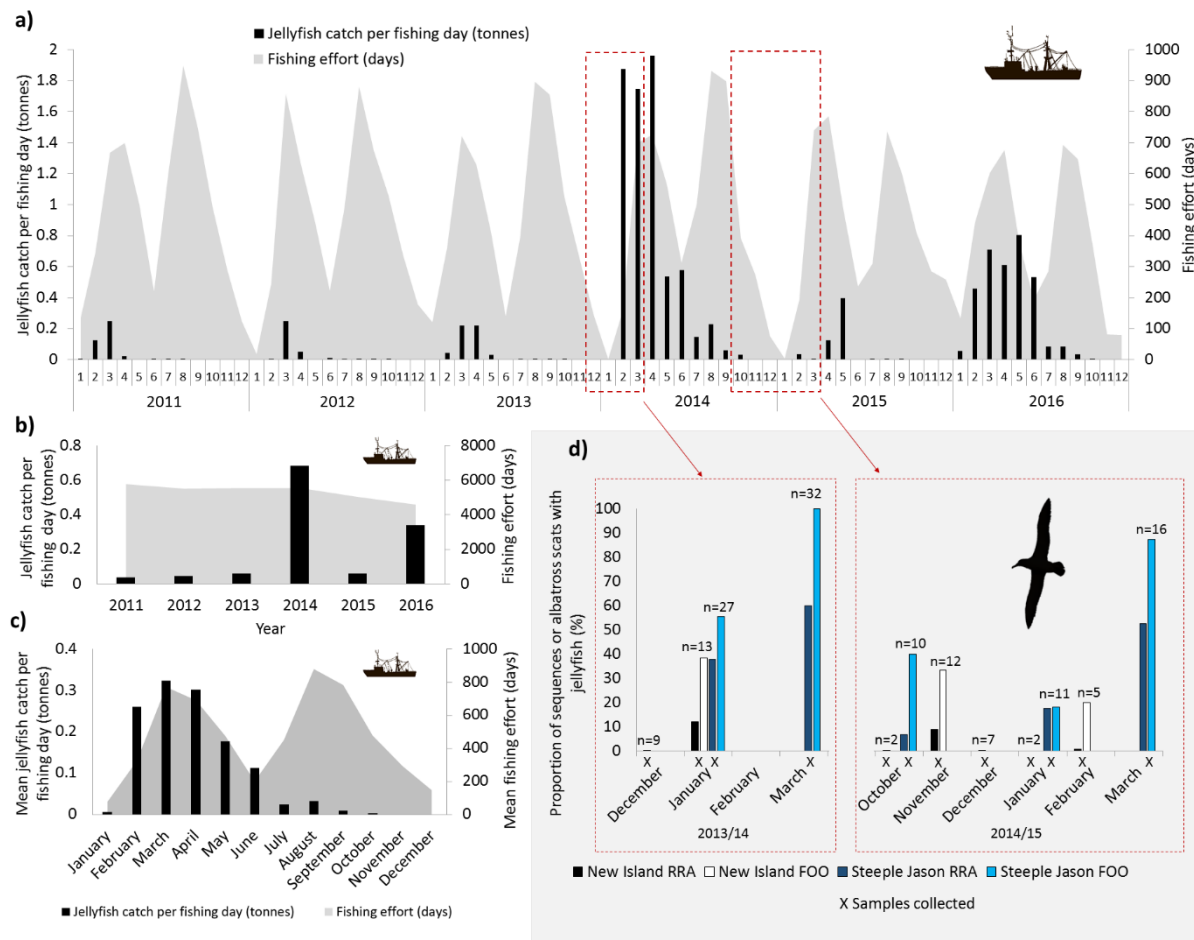 a)
Jellyfish catch per fishing day (tonnes)
Fishing effort (days)
Jellyfish catch per fishing day (tonnes)
2
1.8
1.6
1.4
1.2
1
0.8
0.6
0.4
0.2
0
1000
900
800
700
600
500
400
300
200
100
0
Fishing effort (days)
1 2 3 4 5 6 7 8 9 10 11 12 1 2 3 4 5 6 7 8 9 10 11 12 1 2 3 4 5 6 7 8 9 10 11 12 1 2 3 4 5 6 7 8 9 10 11 12 1 2 3 4 5 6 7 8 9 10 11 12 1 2 3 4 5 6 7 8 9 10 11 12
2011 2012 2013 2014 2015 2016
b)
Jellyfish catch per
fishing day (tonnes)
0.8
0.6
0.4
0.2
0
8000
6000
4000
2000
0
Fishing effort (days)
2011 2012 2013 2014 2015 2016
Year
c)
Mean jellyfish catch per
fishing day (tonnes)
0.4
0.3
0.2
0.1
0
1000
800
600
400
200
0
Mean fishing effort (days)
January February March April May June July August September October November December
Jellyfish catch per fishing day (tonnes) Fishing effort (days)
d)
Proportion of sequences or albatross scats with
jellyfish (%)
100
90
80
70
60
50
40
30
20
10
0
n=9
n=13
n=27
n=32
X X X X
December January February March
2013/14
n=2
n=10
n=12
n=7
n=2
n=11
n=5
n=16
X X X X X X X X
October November December January February March
2014/15
New Island RRA New Island FOO Steeple Jason RRA Steeple Jason FOO
X Samples collected